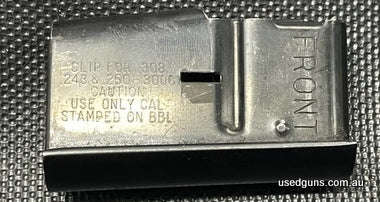 CLIP FOR 308
243 & 250-3000
CAUTION
USE ONLY CAL
STAMPED ON BBL
FRONT
usedguns.com.au